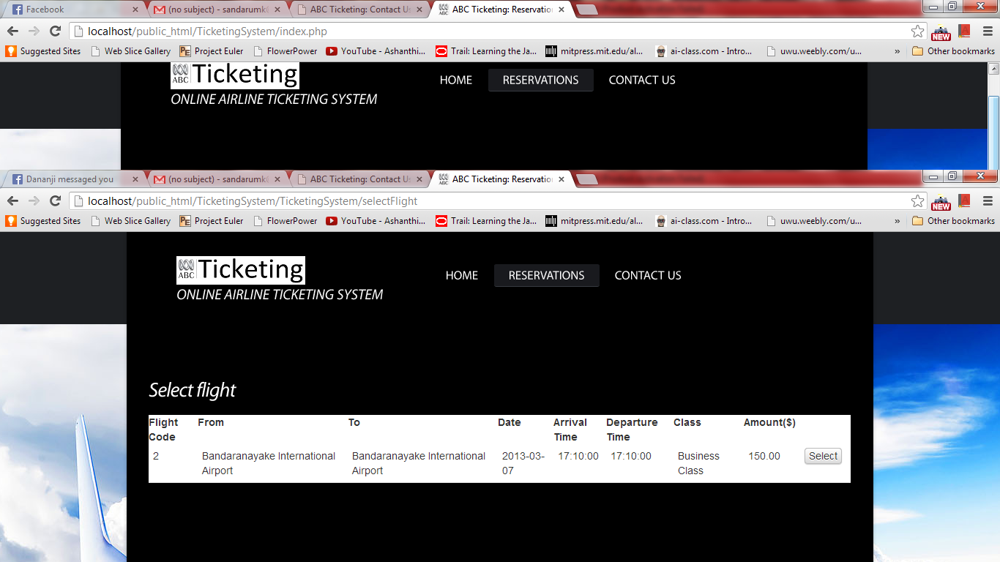 Facebook
(no subject) - sandarumk
ABC Ticketing: Contact Us
ABC Ticketing: Reservation
localhost/public_html/TicketingSystem/index.php
NEW
Suggested Sites
Web Slice Gallery
Project Euler
FlowerPower
YouTube - Ashanthi...
Trail: Learning the Ja...
mitpress.mit.edu/al...
ai-class.com - Intro...
uwu.weebly.com/u...
»
Other bookmarks
ABC Ticketing
HOME
RESERVATIONS
CONTACT US
ONLINE AIRLINE TICKETING SYSTEM
Dananji messaged you
(no subject) - sandarumk
ABC Ticketing: Contact Us
ABC Ticketing: Reservation
localhost/public_html/TicketingSystem/TicketingSystem/selectFlight
NEW
Suggested Sites
Web Slice Gallery
Project Euler
FlowerPower
YouTube - Ashanthi...
Trail: Learning the Ja...
mitpress.mit.edu/al...
ai-class.com - Intro...
uwu.weebly.com/u...
»
Other bookmarks
ABC Ticketing
HOME
RESERVATIONS
CONTACT US
ONLINE AIRLINE TICKETING SYSTEM
Select flight
Flight From To Date Arrival Departure Class Amount($)
Code Time Time
2 Bandaranayake International Bandaranayake International 2013-03- 17:10:00 17:10:00 Business 150.00 Select
Airport Airport 07 Class